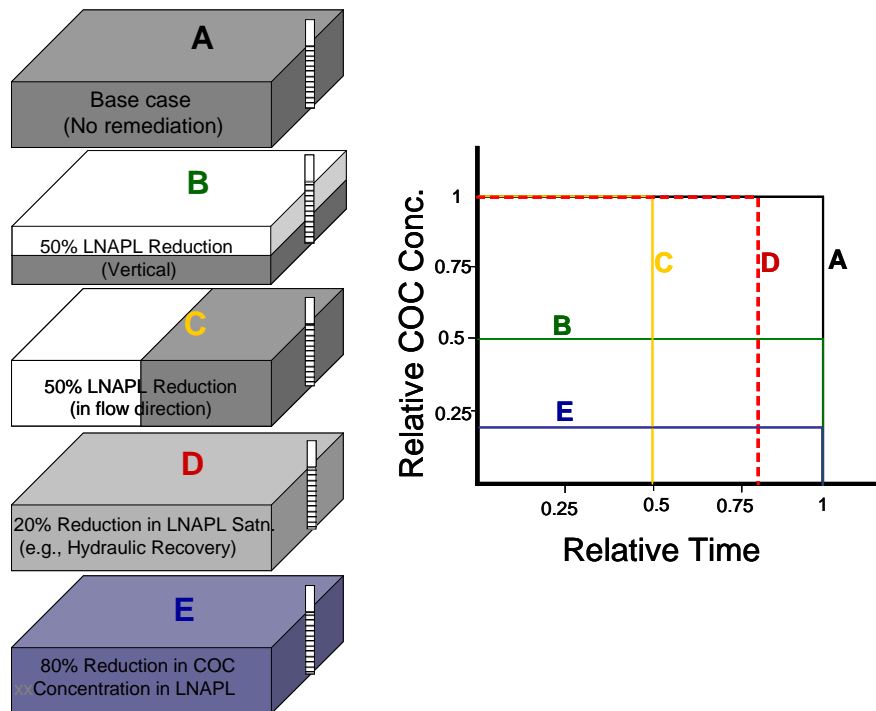 A
Base case
(No remediation)
B
50% LNAPL Reduction
(Vertical)
C
50% LNAPL Reduction
(in flow direction)
D
20% Reduction in LNAPL Satn.
(e.g., Hydraulic Recovery)
E
80% Reduction in COC
xxConcentration in LNAPL
Relative COC Conc.
1
0.75
0.5
0.25
C
D
A
B
E
0.25
0.5
0.75
1
Relative Time